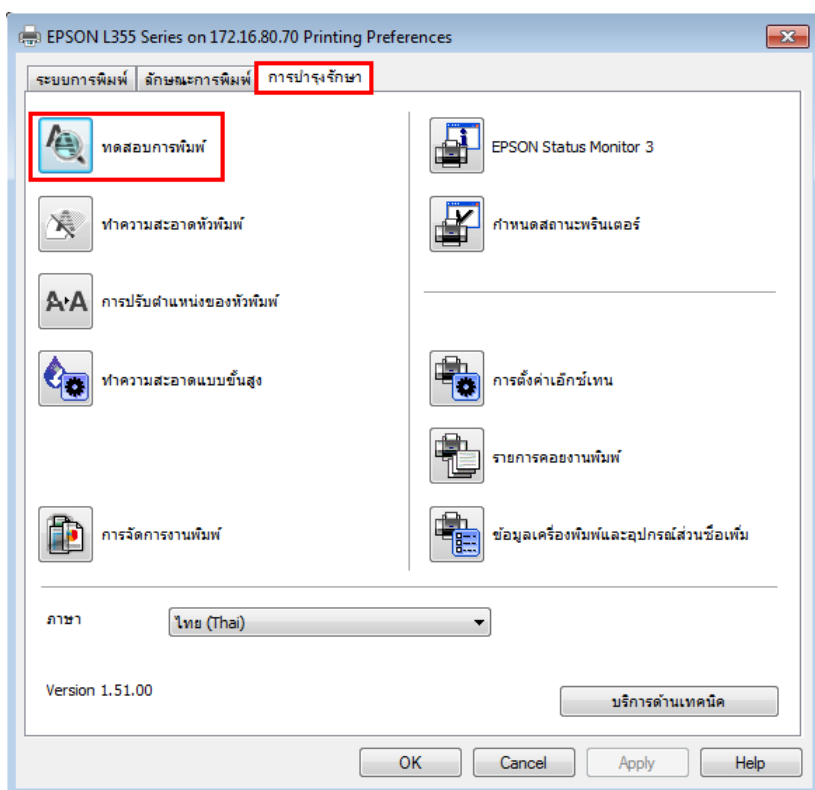 EPSON L355 Series on 172.16.80.70 Printing Preferences
ระบบการพิมพ์ ลักษณะการพิมพ์ การบำรุงรักษา
ทดสอบการพิมพ์
EPSON Status Monitor 3
ทำความสะอาดหัวพิมพ์
กำหนดสถานะพรินเตอร์
การปรับตำแหน่งของหัวพิมพ์
ทำความสะอาดแบบขั้นสูง
การตั้งค่าเอ็กซ์เทน
รายการคอยงานพิมพ์
การจัดการงานพิมพ์
ข้อมูลเครื่องพิมพ์และอุปกรณ์ส่วนซื้อเพิ่ม
ภาษา ไทย (Thai)
Version 1.51.00
บริการด้านเทคนิค
OK Cancel Apply Help